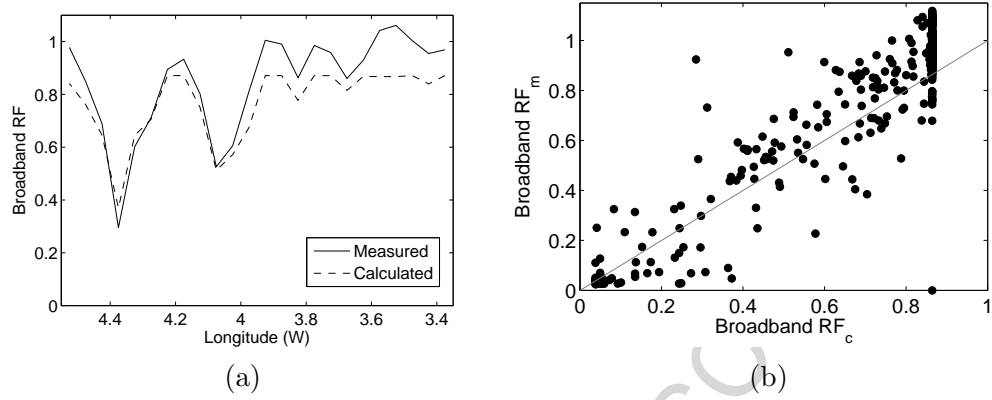 1
0.8
0.6
0.4
0.2
0
4.4 4.2 4 3.8 3.6 3.4
Broadband RF
Longitude (W)
Measured
Calculated
(a)
1
0.8
0.6
0.4
0.2
0
0 0.2 0.4 0.6 0.8 1
Broadband RFm
Broadband RFc
(b)